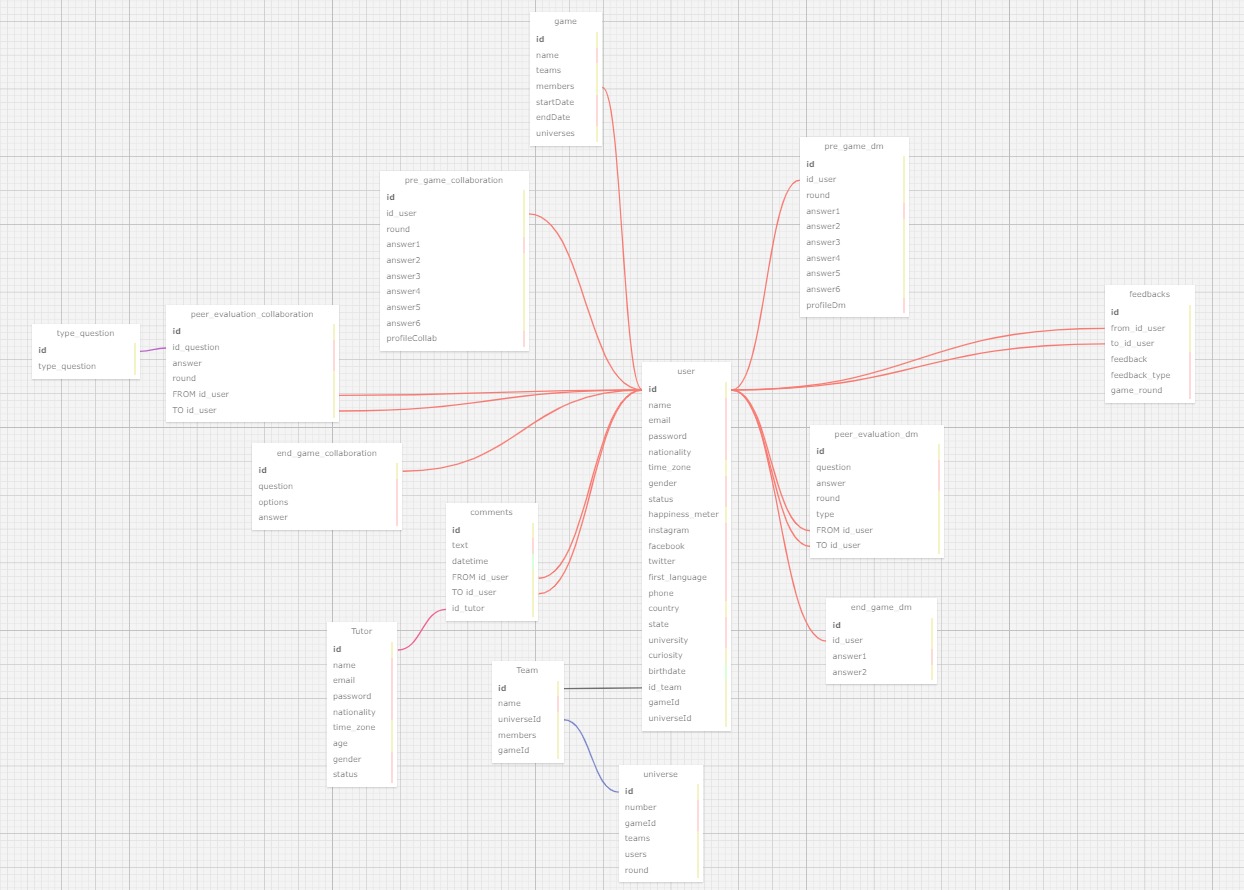 game
id
name
teams
members
startDate
endDate
universes
pre_game_dm
id
id_user
round
answer1
answer2
answer3
answer4
answer5
answer6
profileDm
pre_game_collaboration
id
id_user
round
answer1
answer2
answer3
answer4
answer5
answer6
profileCollab
feedbacks
id
from_id_user
to_id_user
feedback
feedback_type
game_round
peer_evaluation_collaboration
id
id_question
answer
round
FROM id_user
TO id_user
type_question
id
type_question
user
id
name
email
password
nationality
time_zone
gender
status
happiness_meter
instagram
facebook
twitter
first_language
phone
country
state
university
curiosity
birthdate
id_team
gameId
universeId
peer_evaluation_dm
id
question
answer
round
type
FROM id_user
TO id_user
end_game_collaboration
id
question
options
answer
comments
id
text
datetime
FROM id_user
TO id_user
id_tutor
end_game_dm
id
id_user
answer1
answer2
Tutor
id
name
email
password
nationality
time_zone
age
gender
status
Team
id
name
universeId
members
gameId
universe
id
number
gameId
teams
users
round